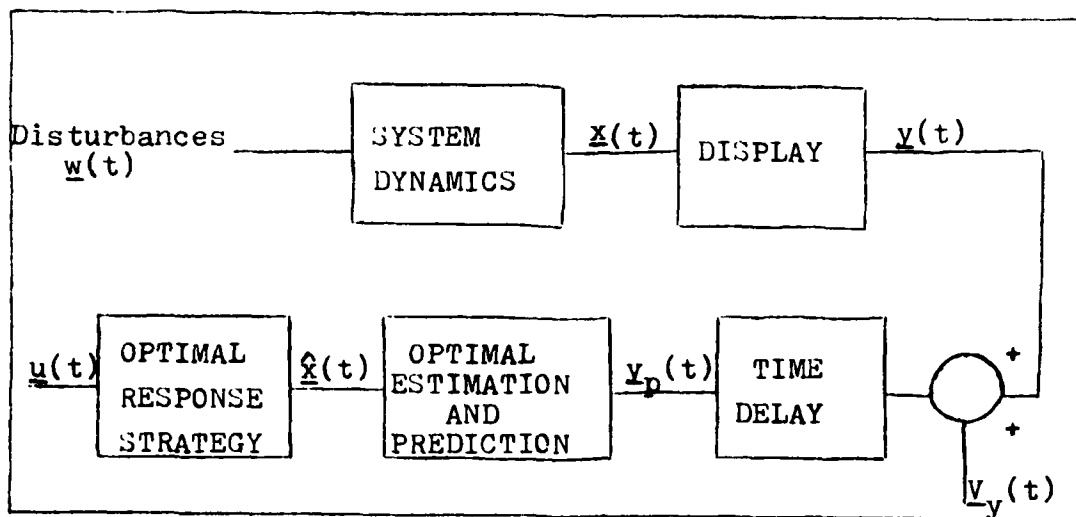 Disturbances
w(t)
SYSTEM
DYNAMICS
x(t)
DISPLAY
y(t)
u(t)
OPTIMAL
RESPONSE
STRATEGY
x̂(t)
OPTIMAL
ESTIMATION
AND
PREDICTION
y_p(t)
TIME
DELAY
+
+
V_y(t)